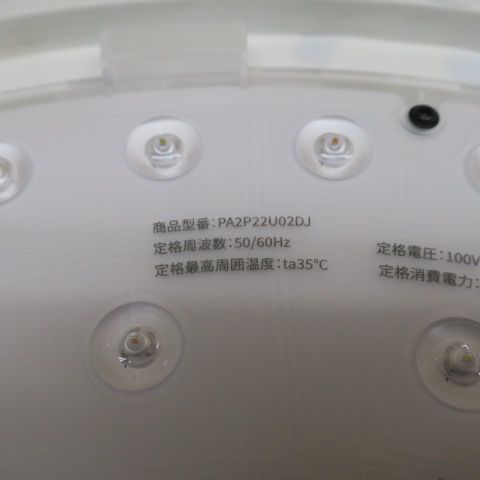 商品型番:PA2P22U02DJ
定格周波数:50/60Hz
定格最高周囲温度:ta35℃
定格電圧:100V
定格消費電力: